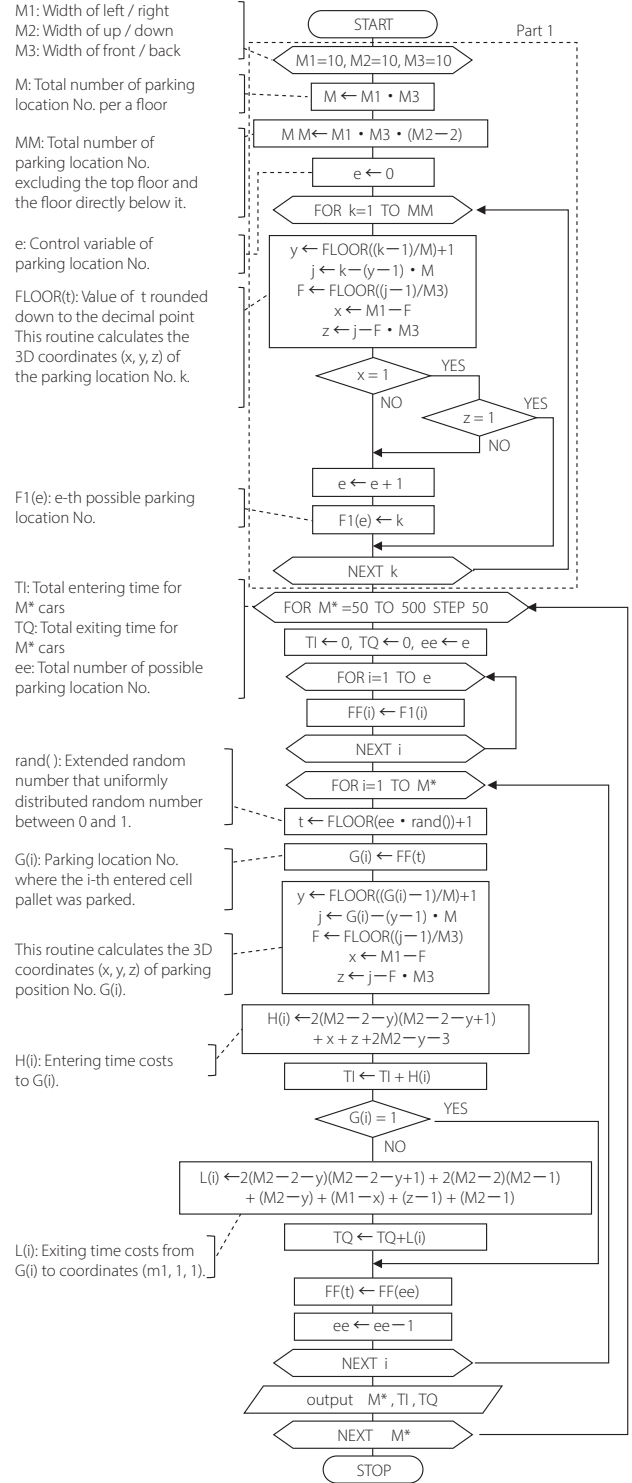 M1: Width of left / right
M2: Width of up / down
M3: Width of front / back
START
Part 1
M1=10, M2=10, M3=10
M: Total number of parking
location No. per a floor
M ← M1 • M3
MM: Total number of
parking location No.
excluding the top floor and
the floor directly below it.
M M← M1 • M3 • (M2−2)
e ← 0
FOR k=1 TO MM
e: Control variable of
parking location No.
FLOOR(t): Value of t rounded
down to the decimal point
This routine calculates the
3D coordinates (x, y, z) of
the parking location No. k.
y ← FLOOR((k−1)/M)+1
j ← k−(y−1) • M
F ← FLOOR((j−1)/M3)
x ← M1−F
z ← j−F • M3
x = 1
YES
NO
z = 1
YES
NO
e ← e + 1
F1(e): e-th possible parking
location No.
F1(e) ← k
NEXT k
TI: Total entering time for
M* cars
TQ: Total exiting time for
M* cars
ee: Total number of possible
parking location No.
FOR M* =50 TO 500 STEP 50
TI ← 0, TQ ← 0, ee ← e
FOR i=1 TO e
FF(i) ← F1(i)
NEXT i
rand( ): Extended random
number that uniformly
distributed random number
between 0 and 1.
FOR i=1 TO M*
t ← FLOOR(ee • rand())+1
G(i): Parking location No.
where the i-th entered cell
pallet was parked.
G(i) ← FF(t)
This routine calculates the 3D
coordinates (x, y, z) of parking
position No. G(i).
y ← FLOOR((G(i)−1)/M)+1
j ← G(i)−(y−1) • M
F ← FLOOR((j−1)/M3)
x ← M1−F
z ← j−F • M3
H(i) ←2(M2−2−y)(M2−2−y+1)
+ x + z +2M2−y−3
H(i): Entering time costs
to G(i).
TI ← TI + H(i)
G(i) = 1
YES
NO
L(i) ←2(M2−2−y)(M2−2−y+1) + 2(M2−2)(M2−1)
+ (M2−y) + (M1−x) + (z−1) + (M2−1)
L(i): Exiting time costs from
G(i) to coordinates (m1, 1, 1).
TQ ← TQ+L(i)
FF(t) ← FF(ee)
ee ← ee−1
NEXT i
output M* , TI , TQ
NEXT M*
STOP